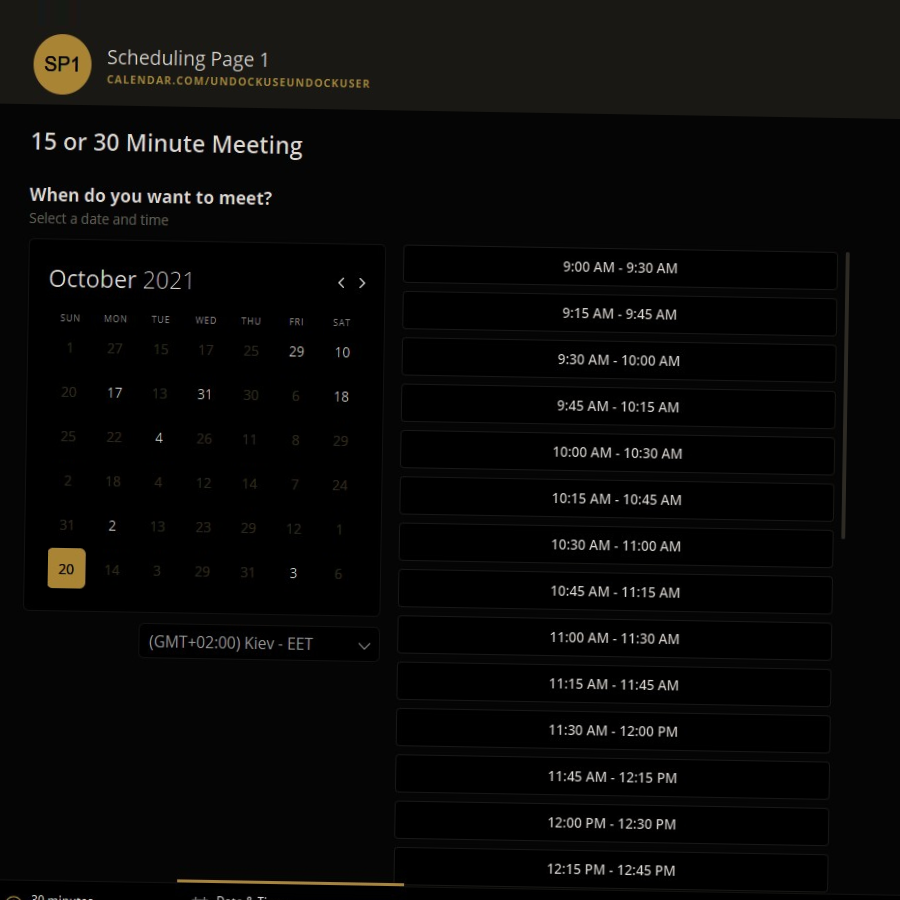 SP1
Scheduling Page 1
CALENDAR.COM/UNDOCKUSEUNDOCKUSER
15 or 30 Minute Meeting
When do you want to meet?
Select a date and time
October 2021
SUN MON TUE WED THU FRI SAT
1 27 15 17 25 29 10
20 17 13 31 30 6 18
25 22 4 26 11 8 29
2 18 4 12 14 7 24
31 2 13 23 29 12 1
20 14 3 29 31 3 6
(GMT+02:00) Kiev - EET
9:00 AM - 9:30 AM
9:15 AM - 9:45 AM
9:30 AM - 10:00 AM
9:45 AM - 10:15 AM
10:00 AM - 10:30 AM
10:15 AM - 10:45 AM
10:30 AM - 11:00 AM
10:45 AM - 11:15 AM
11:00 AM - 11:30 AM
11:15 AM - 11:45 AM
11:30 AM - 12:00 PM
11:45 AM - 12:15 PM
12:00 PM - 12:30 PM
12:15 PM - 12:45 PM
30 minutes